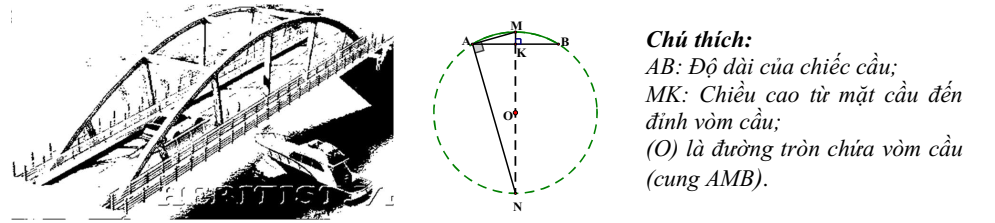 M
A
B
K
O
N
Chú thích:
AB: Độ dài của chiếc cầu;
MK: Chiều cao từ mặt cầu đến
đỉnh vòm cầu;
(O) là đường tròn chứa vòm cầu
(cung AMB).